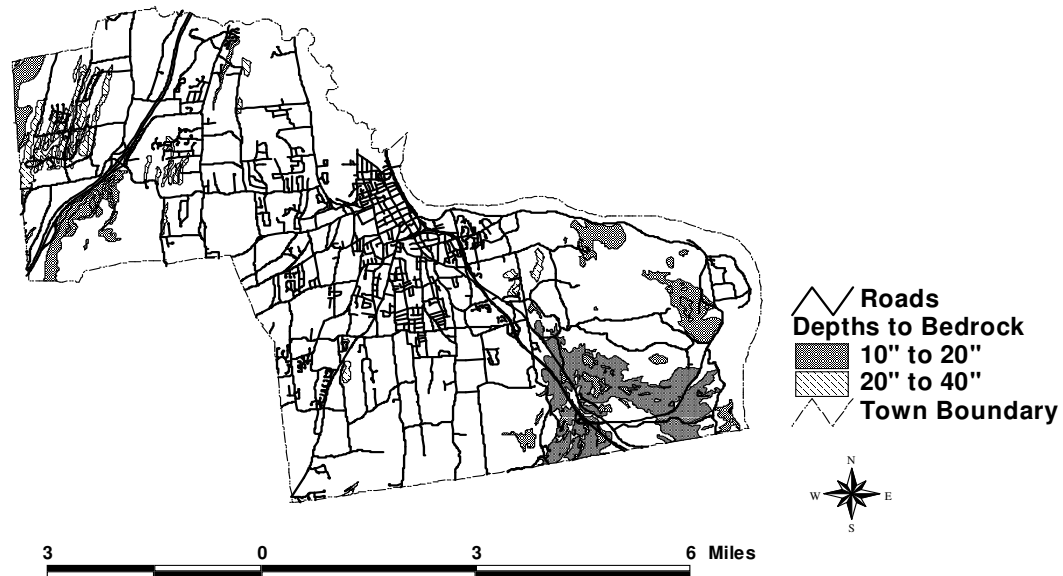 Roads
Depths to Bedrock
10" to 20"
20" to 40"
Town Boundary
N
W E
S
3 0 3 6 Miles